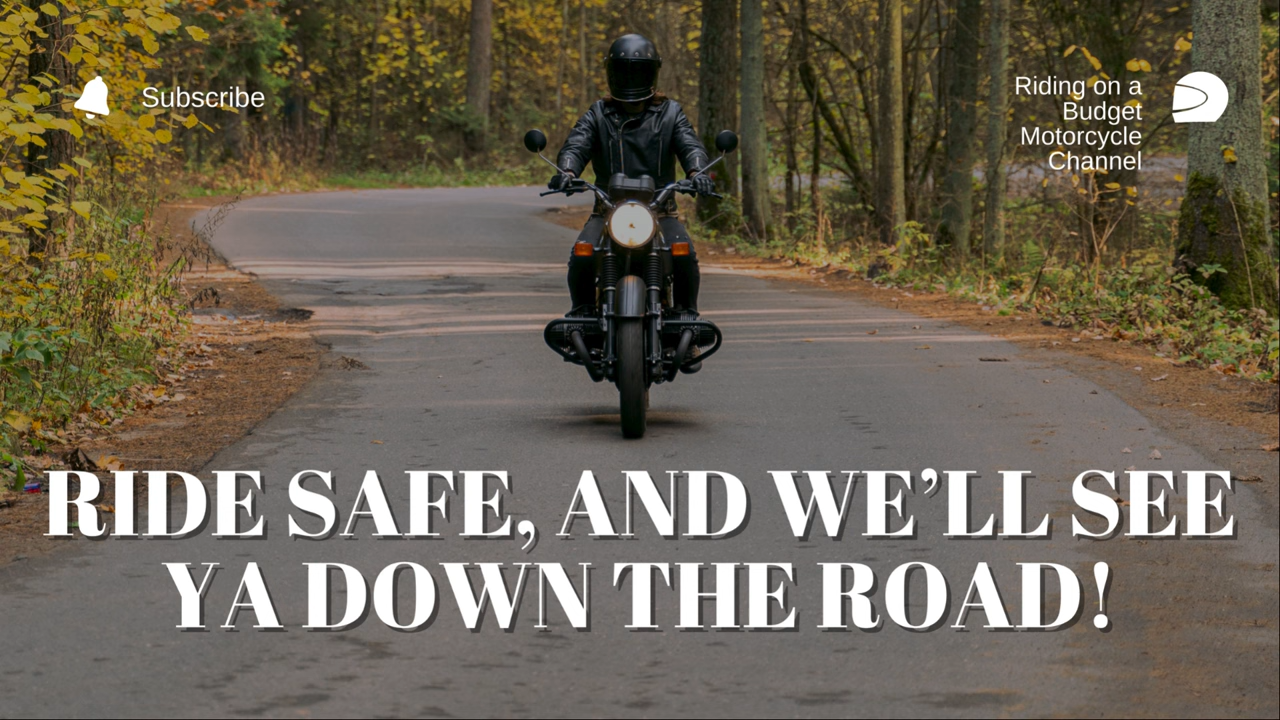 Subscribe
Riding on a
Budget
Motorcycle
Channel
RIDE SAFE, AND WE’LL SEE
YA DOWN THE ROAD!